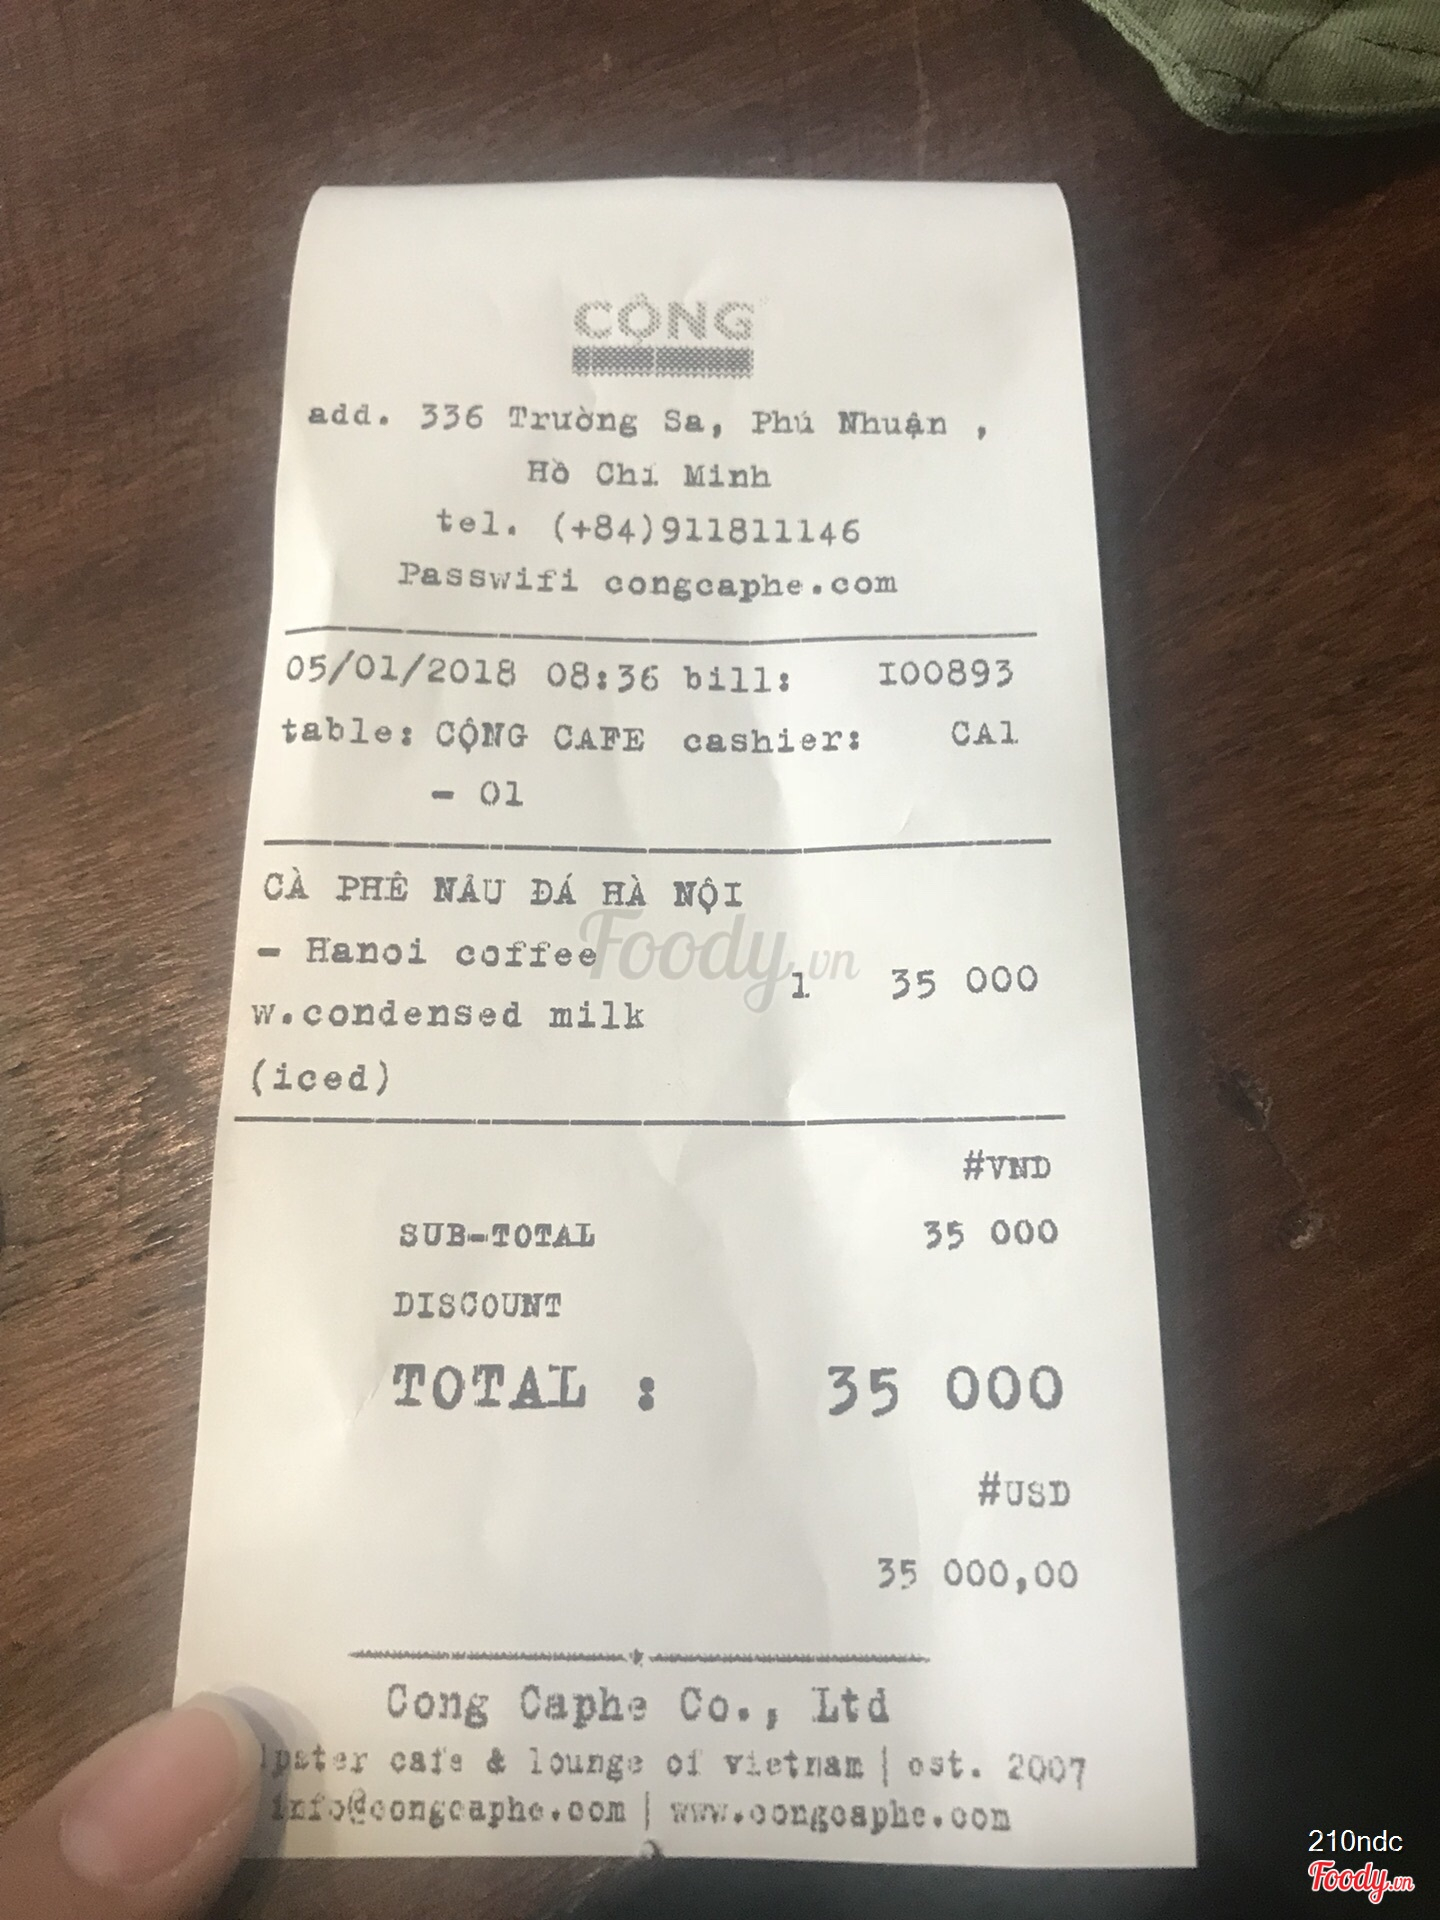 CỘNG
add. 336 Trường Sa, Phú Nhuận ,
Hồ Chí Minh
tel. (+84)911811146
Passwifi congcaphe.com
05/01/2018 08:36 bill: I00893
table: CỘNG CAFE cashier: CA1
- 01
CÀ PHÊ NÂU ĐÁ HÀ NỘI
- Hanoi coffee
w.condensed milk
(iced)
1 35 000
Foody.vn
#VND
SUB-TOTAL 35 000
DISCOUNT
TOTAL : 35 000
#USD
35 000,00
Cong Caphe Co., Ltd
cafe & lounge of vietnam | est. 2007
info@congcaphe.com | www.congcaphe.com
210ndc
Foody.vn